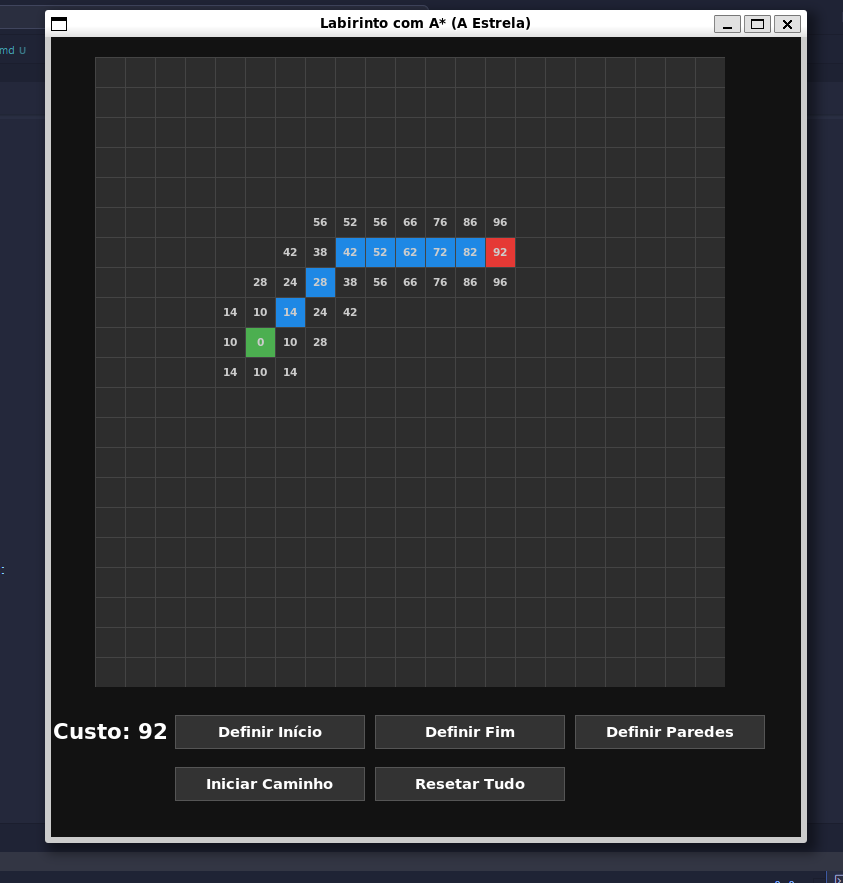 Labirinto com A* (A Estrela)
md U
56 52 56 66 76 86 96
42 38 42 52 62 72 82 92
28 24 28 38 56 66 76 86 96
14 10 14 24 42
10 0 10 28
14 10 14
:
Custo: 92 Definir Início Definir Fim Definir Paredes
Iniciar Caminho Resetar Tudo